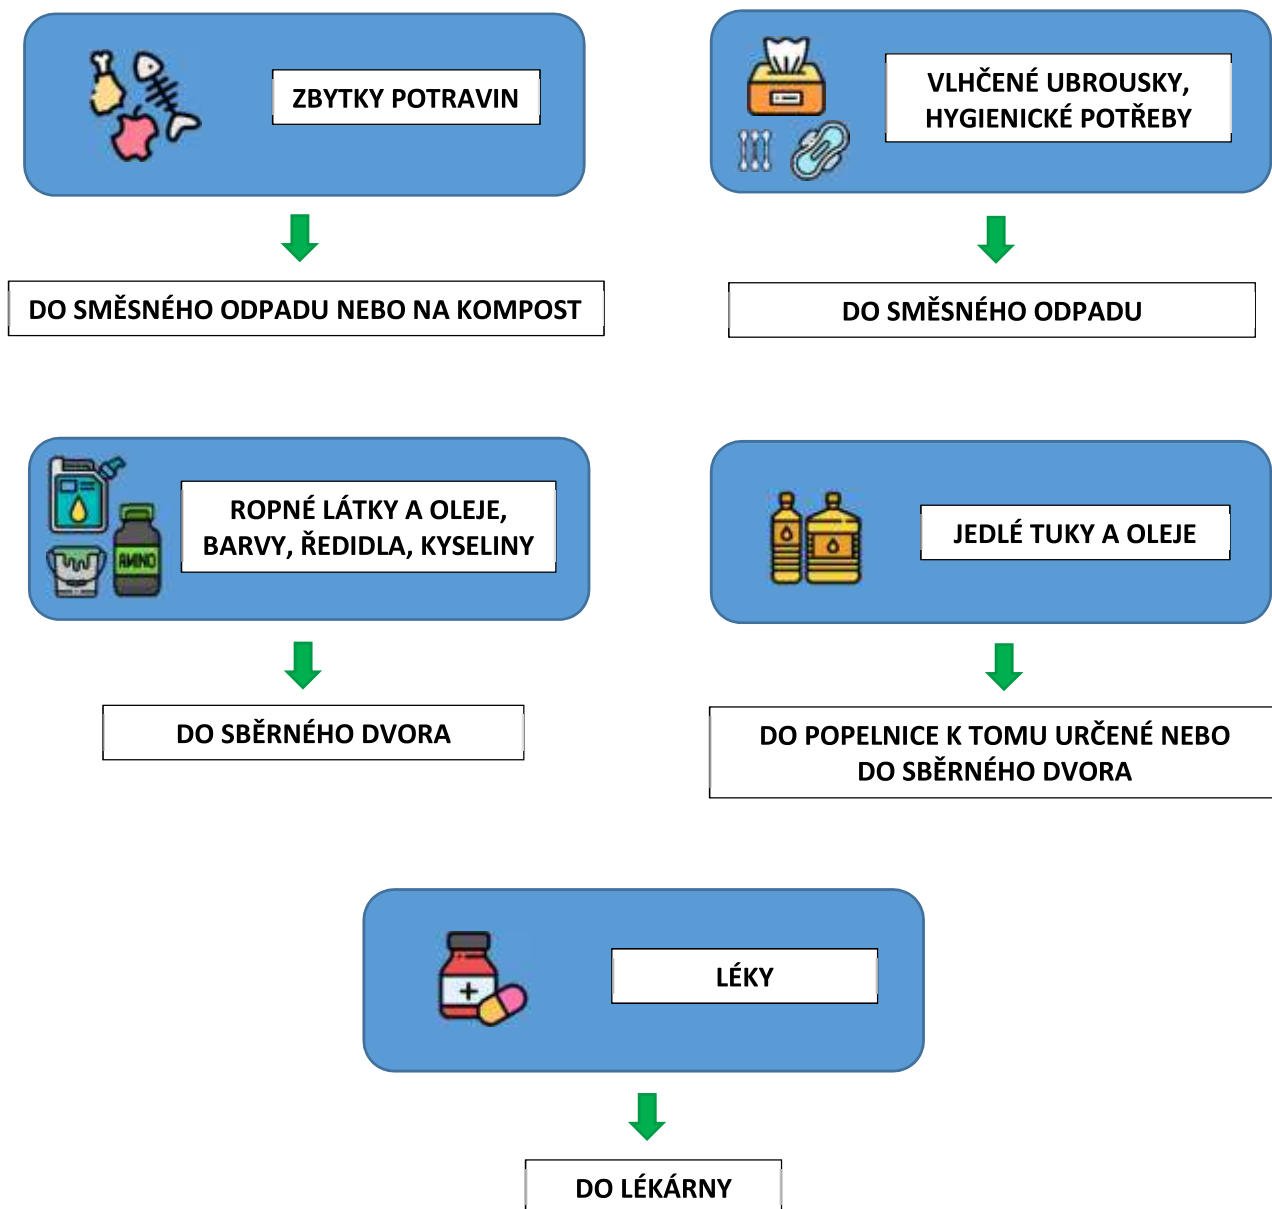 ZBYTKY POTRAVIN
DO SMĚSNÉHO ODPADU NEBO NA KOMPOST
VLHČENÉ UBROUSKY,
HYGIENICKÉ POTŘEBY
DO SMĚSNÉHO ODPADU
AMINO
ROPNÉ LÁTKY A OLEJE,
BARVY, ŘEDIDLA, KYSELINY
DO SBĚRNÉHO DVORA
JEDLÉ TUKY A OLEJE
DO POPELNICE K TOMU URČENÉ NEBO
DO SBĚRNÉHO DVORA
LÉKY
DO LÉKÁRNY